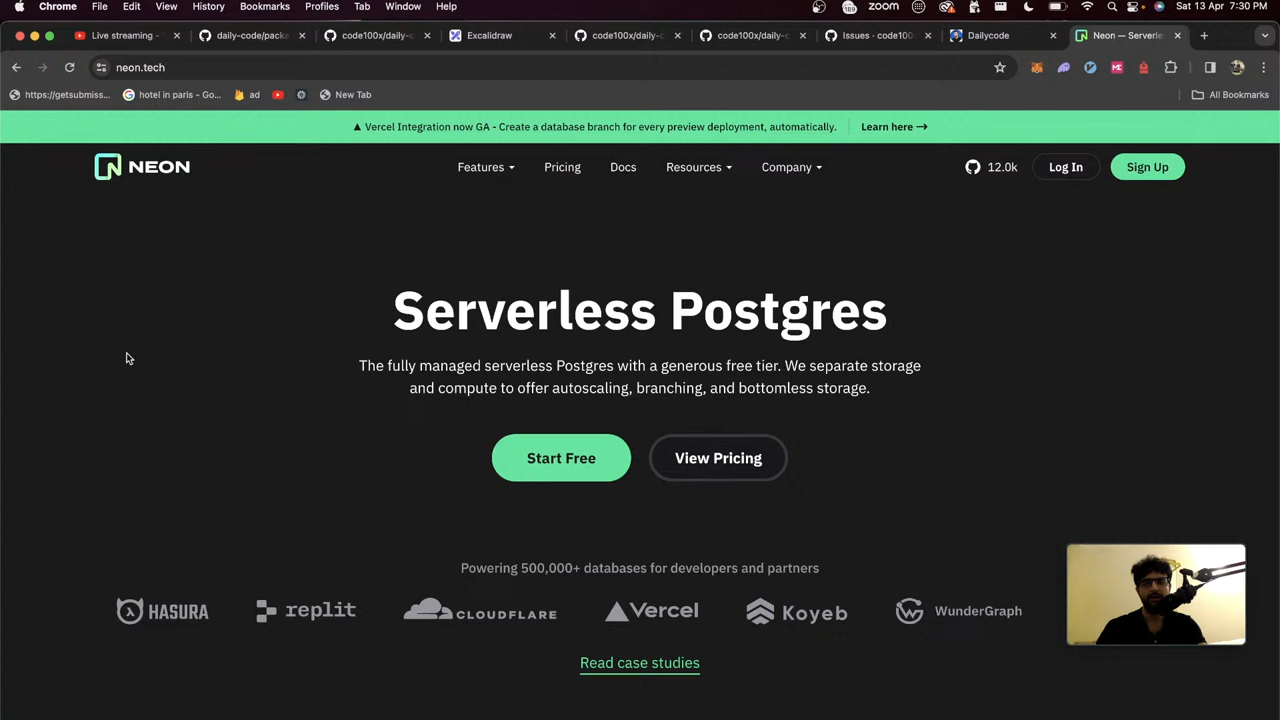 Chrome File Edit View History Bookmarks Profiles Tab Window Help zoom Sat 13 Apr 7:30 PM
Live streaming - daily-code/packa code100x/daily-c Excalidraw code100x/daily-c code100x/daily-c Issues · code100 Dailycode Neon — Serverles
neon.tech
https://getsubmiss... hotel in paris - Go... ad New Tab All Bookmarks
▲ Vercel Integration now GA - Create a database branch for every preview deployment, automatically. Learn here →
NEON Features Pricing Docs Resources Company 12.0k Log In Sign Up
Serverless Postgres
The fully managed serverless Postgres with a generous free tier. We separate storage
and compute to offer autoscaling, branching, and bottomless storage.
Start Free View Pricing
Powering 500,000+ databases for developers and partners
HASURA replit CLOUDFLARE Vercel Koyeb WunderGraph
Read case studies